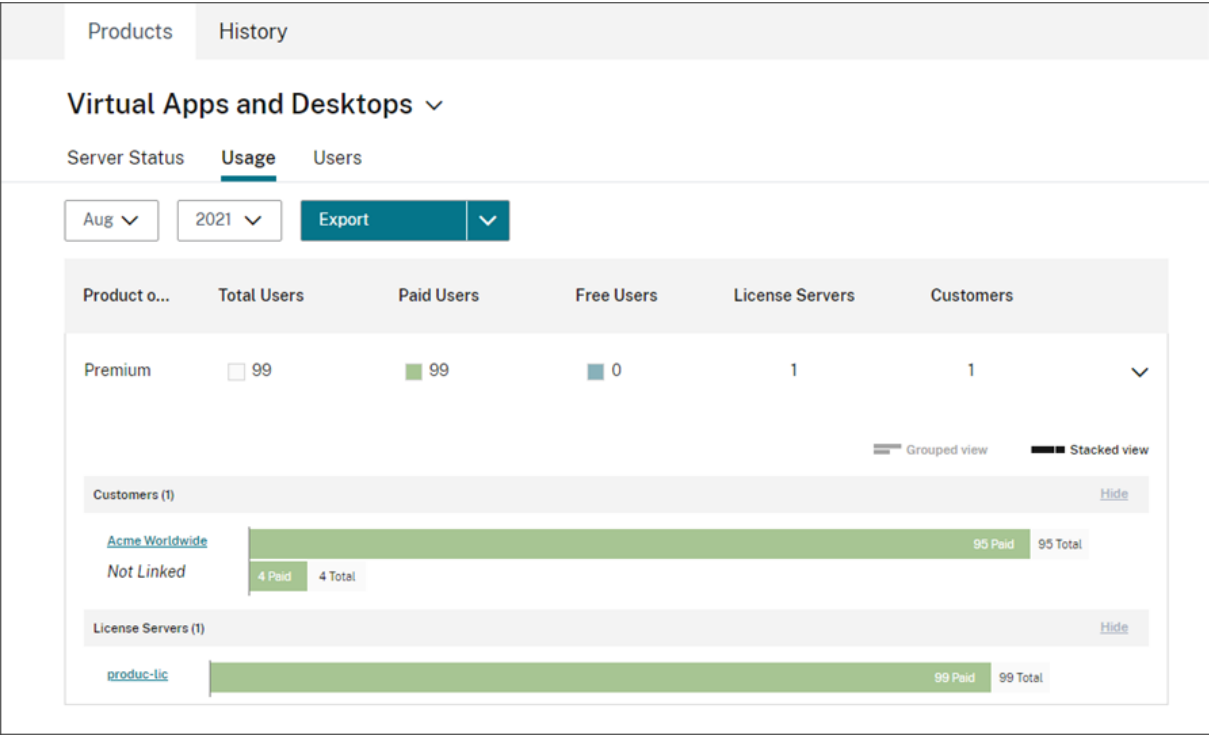 Products History
Virtual Apps and Desktops
Server Status Usage Users
Aug 2021 Export
Product o... Total Users Paid Users Free Users License Servers Customers
Premium 99 99 0 1 1
Grouped view Stacked view
Customers (1) Hide
Acme Worldwide 95 Paid 95 Total
Not Linked 4 Paid 4 Total
License Servers (1) Hide
produc-lic 99 Paid 99 Total